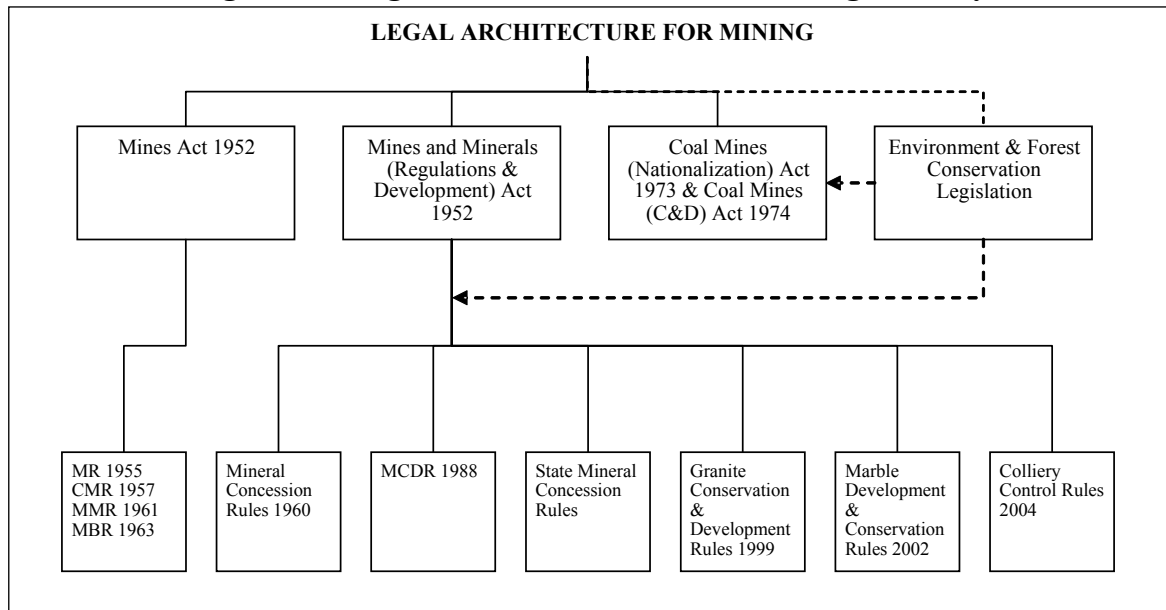 LEGAL ARCHITECTURE FOR MINING
Mines Act 1952
Mines and Minerals
(Regulations &
Development) Act
1952
Coal Mines
(Nationalization) Act
1973 & Coal Mines
(C&D) Act 1974
Environment & Forest
Conservation
Legislation
MR 1955
CMR 1957
MMR 1961
MBR 1963
Mineral
Concession
Rules 1960
MCDR 1988
State Mineral
Concession
Rules
Granite
Conservation
&
Development
Rules 1999
Marble
Development
&
Conservation
Rules 2002
Colliery
Control Rules
2004